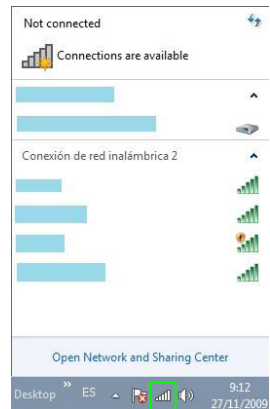 Not connected
Connections are available
Conexión de red inalámbrica 2
Open Network and Sharing Center
Desktop » ES 9:12
27/11/2009